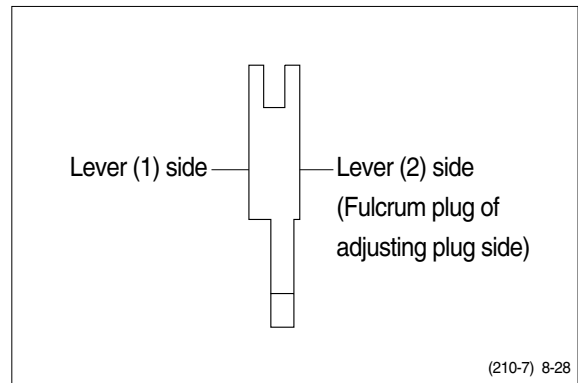 Lever (1) side
Lever (2) side
(Fulcrum plug of
adjusting plug side)
(210-7) 8-28